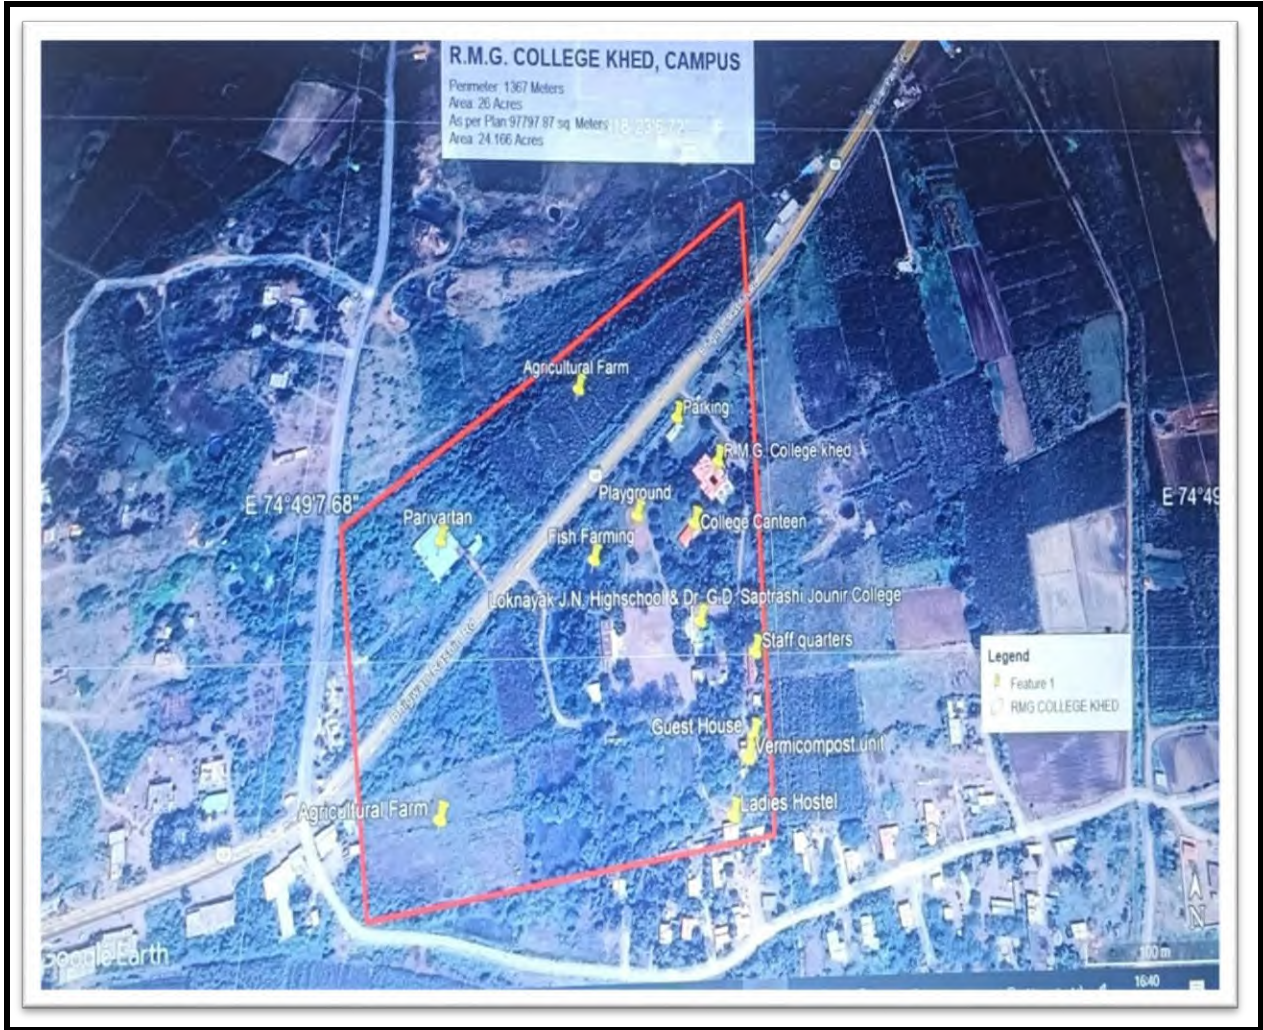 R.M.G. COLLEGE KHED, CAMPUS
Perimeter: 1367 Meters
Area: 26 Acres
As per Plan 97797.87 sq. Meters
Area: 24.166 Acres
Agricultural Farm
Parking
R.M.G. College khed
E 74°49'7.68"
E 74°49
Playground
Parivartan
College Canteen
Fish Farming
Loknayak J.N. Highschool & Dr. G.D. Saptrashi Jounir College
Staff quarters
Legend
Feature 1
RMG COLLEGE KHED
Guest House
Vermicompost unit
Agricultural Farm
Ladies Hostel
N
Google Earth
100 m
16:40